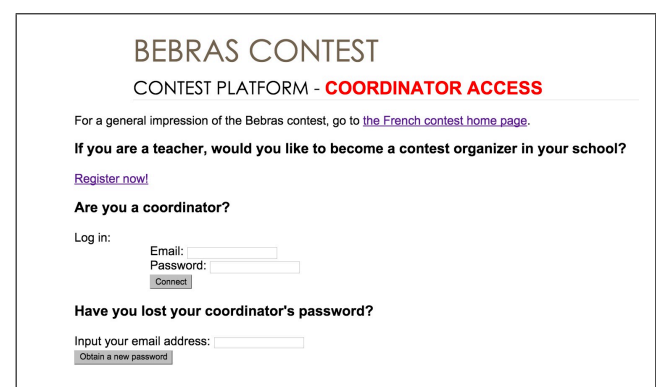 BEBRAS CONTEST
CONTEST PLATFORM - COORDINATOR ACCESS
For a general impression of the Bebras contest, go to the French contest home page.
If you are a teacher, would you like to become a contest organizer in your school?
Register now!
Are you a coordinator?
Log in:
Email:
Password:
Connect
Have you lost your coordinator's password?
Input your email address:
Obtain a new password